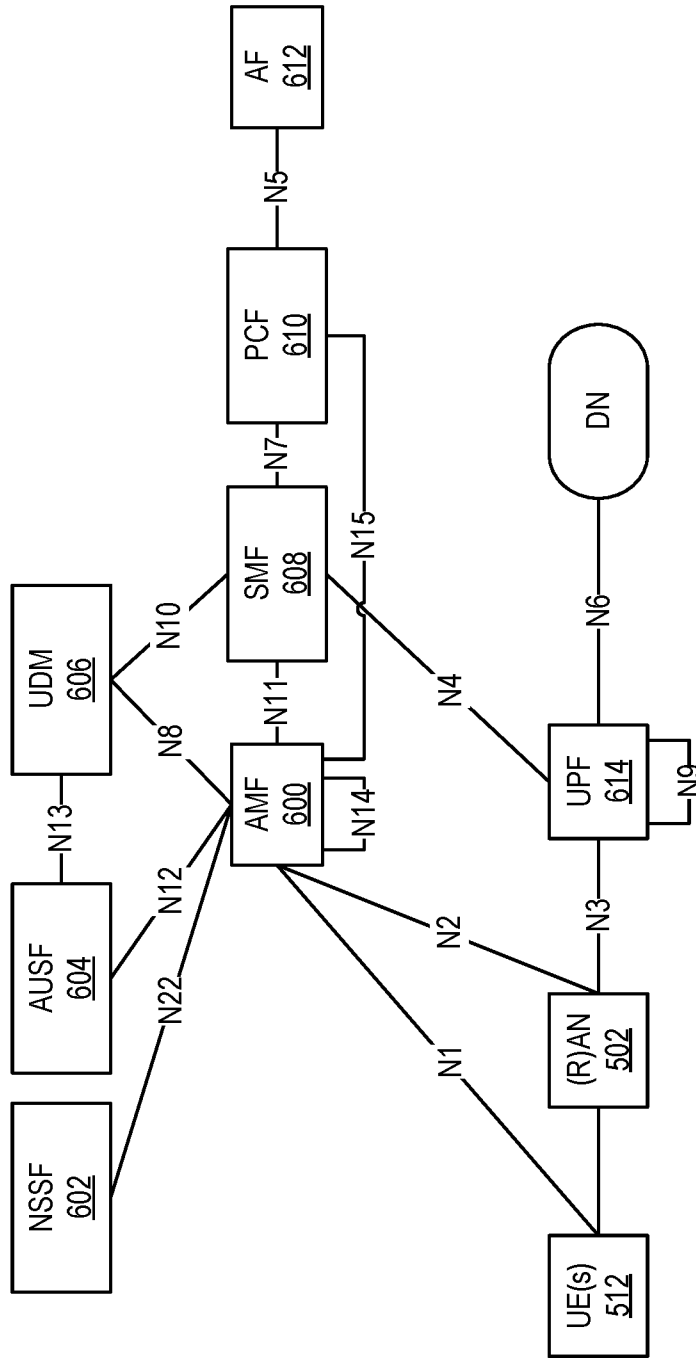 NSSF
602
AUSF
604
UDM
606
N13
N22
N12
N8
N10
AMF
600
N11
SMF
608
N7
PCF
610
N5
AF
612
N14
N15
N1
N2
N4
UE(s)
512
(R)AN
502
N3
UPF
614
N6
DN
N9